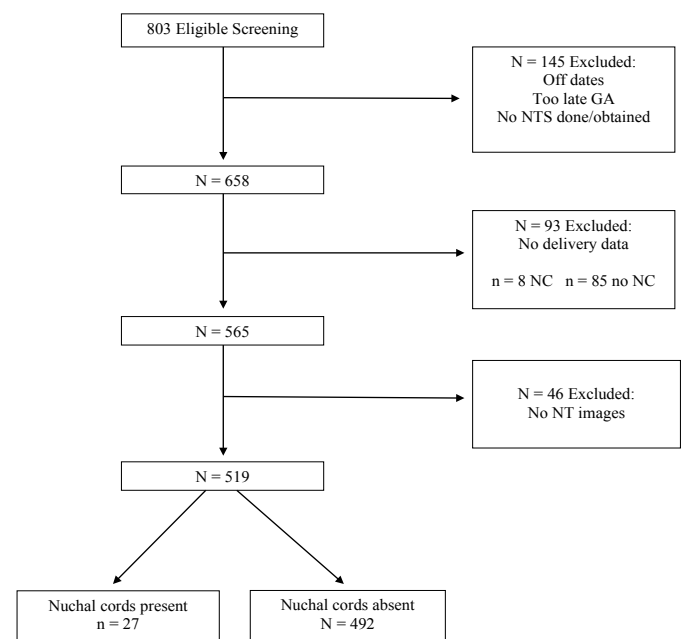 803 Eligible Screening
N = 145 Excluded:
Off dates
Too late GA
No NTS done/obtained
N = 658
N = 93 Excluded:
No delivery data
n = 8 NC   n = 85 no NC
N = 565
N = 46 Excluded:
No NT images
N = 519
Nuchal cords present
n = 27
Nuchal cords absent
N = 492